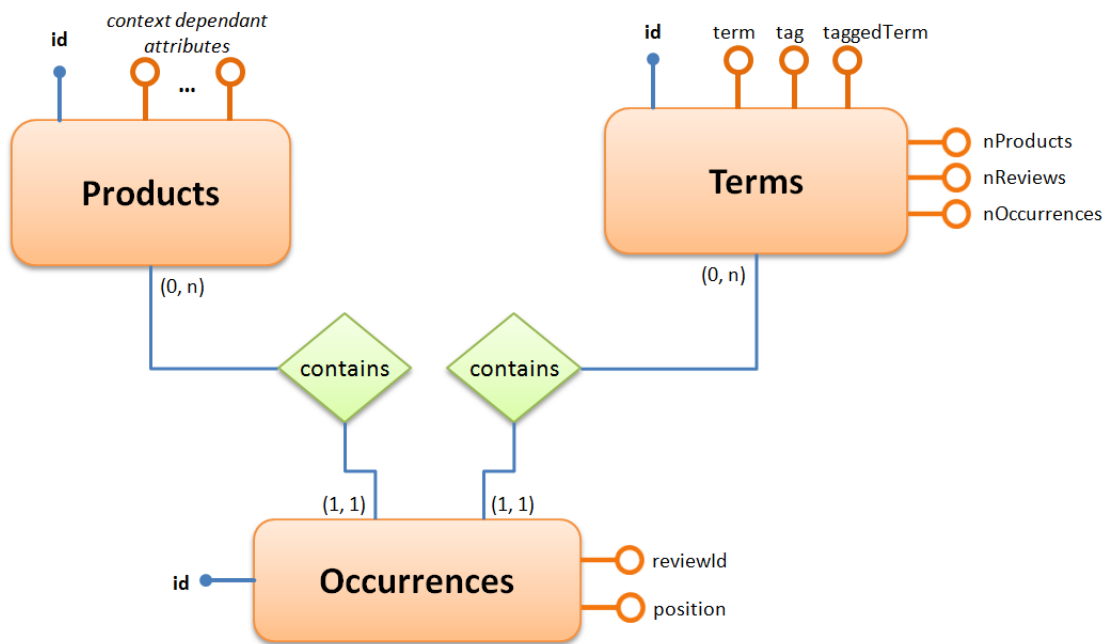 context dependant
attributes
id
...
Products
(0, n)
id
term
tag
taggedTerm
Terms
nProducts
nReviews
nOccurrences
(0, n)
contains
contains
(1, 1)
(1, 1)
id
Occurrences
reviewId
position